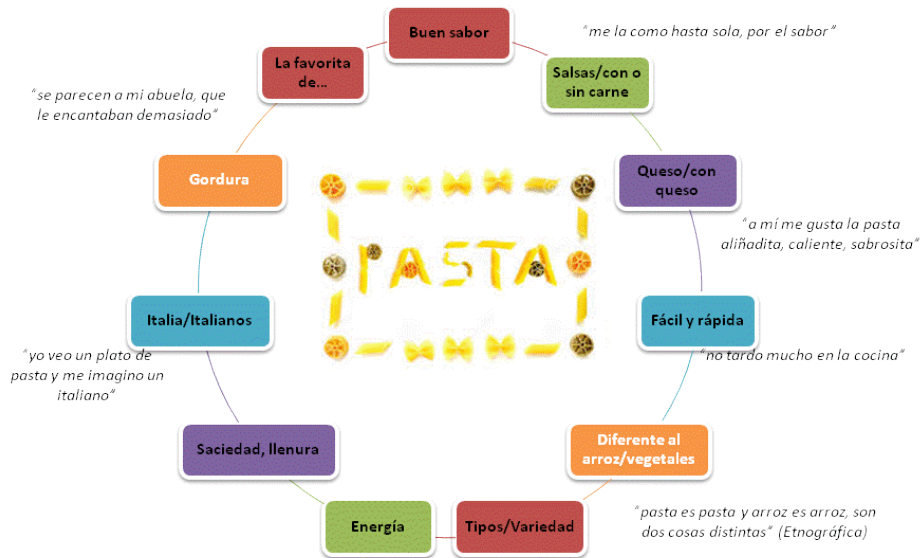 Buen sabor
"me la como hasta sola, por el sabor"
La favorita
de...
Salsas/con o
sin carne
"se parecen a mi abuela, que
le encantaban demasiado"
Gordura
Queso/con
queso
"a mí me gusta la pasta
aliñadita, caliente, sabrosita"
PASTA
Italia/Italianos
Fácil y rápida
"yo veo un plato de
pasta y me imagino un
italiano"
"no tardo mucho en la cocina"
Saciedad, llenura
Diferente al
arroz/vegetales
Energía
Tipos/Variedad
"pasta es pasta y arroz es arroz, son
dos cosas distintas" (Etnográfica)